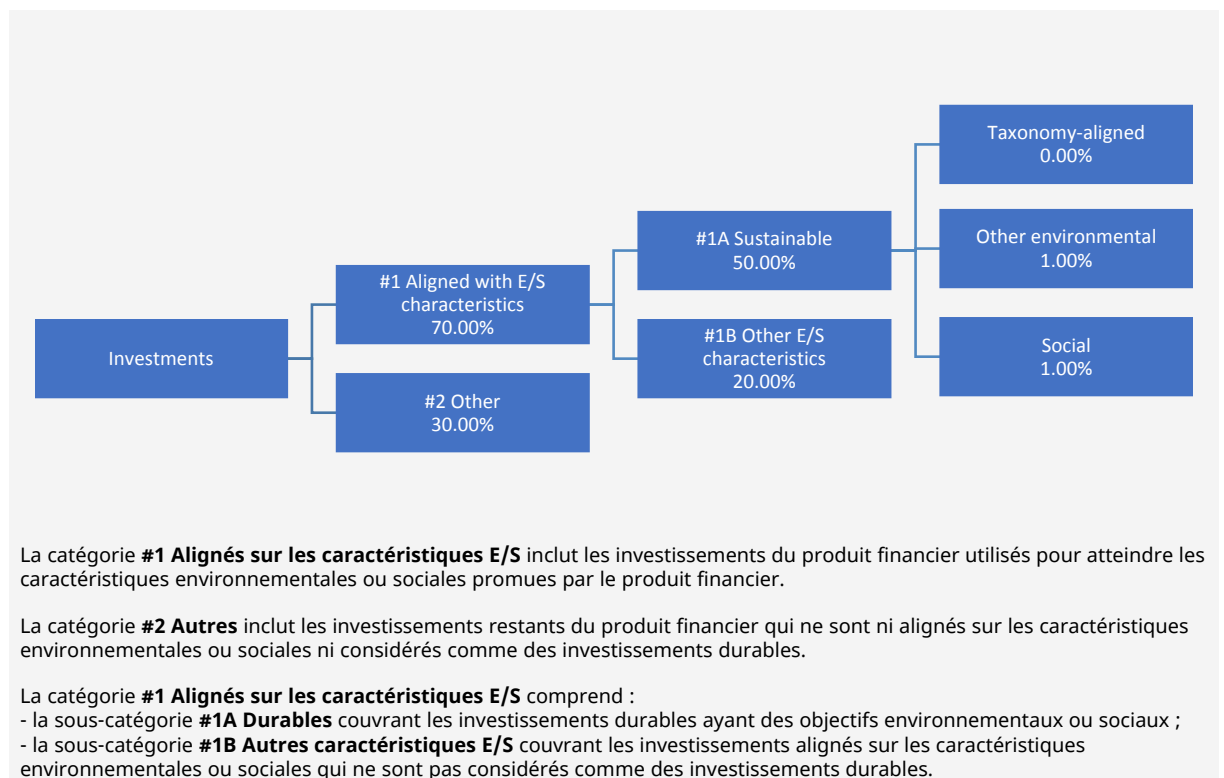 Taxonomy-aligned
0.00%
#1A Sustainable
50.00%
Other environmental
1.00%
#1 Aligned with E/S
characteristics
70.00%
Investments
#1B Other E/S
characteristics
20.00%
Social
1.00%
#2 Other
30.00%
La catégorie #1 Alignés sur les caractéristiques E/S inclut les investissements du produit financier utilisés pour atteindre les
caractéristiques environnementales ou sociales promues par le produit financier.
La catégorie #2 Autres inclut les investissements restants du produit financier qui ne sont ni alignés sur les caractéristiques
environnementales ou sociales ni considérés comme des investissements durables.
La catégorie #1 Alignés sur les caractéristiques E/S comprend :
- la sous-catégorie #1A Durables couvrant les investissements durables ayant des objectifs environnementaux ou sociaux ;
- la sous-catégorie #1B Autres caractéristiques E/S couvrant les investissements alignés sur les caractéristiques
environnementales ou sociales qui ne sont pas considérés comme des investissements durables.